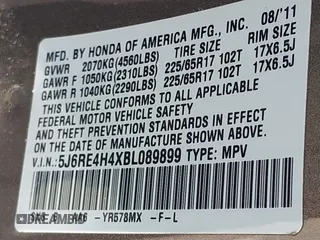 MFD. BY HONDA OF AMERICA MFG., INC. 08/'11
GVWR 2070KG(4560LBS) TIRE SIZE RIM SIZE
GAWR F 1050KG(2310LBS) 225/65R17 102T 17X6.5J
GAWR R 1040KG(2290LBS) 225/65R17 102T 17X6.5J
THIS VEHICLE CONFORMS TO ALL APPLICABLE
FEDERAL MOTOR VEHICLE SAFETY, BUMPER,
AND THEFT PREVENTION STANDARDS IN EFFECT
ON THE DATE OF MANUFACTURE SHOWN ABOVE.
V.I.N: 5J6RE4H4XBL089899 TYPE: MPV
-YR578MX -F-L
DREAMBID